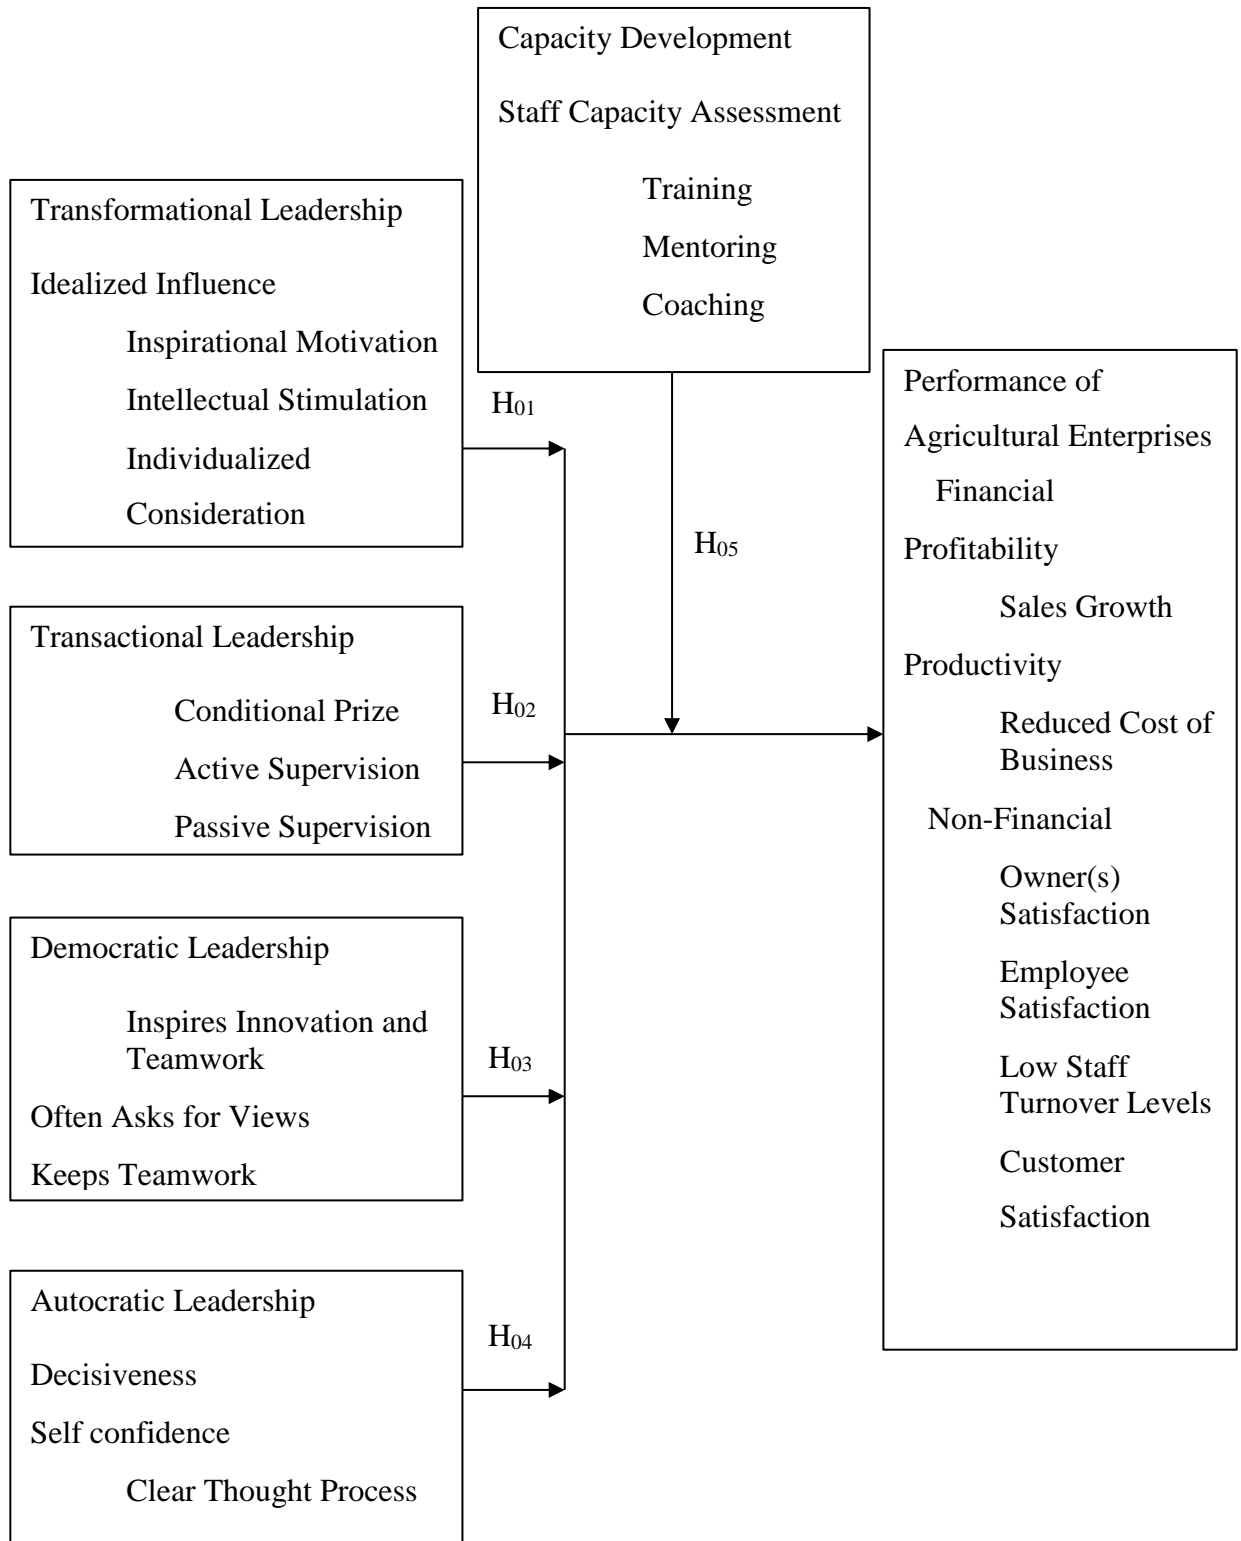 Capacity Development
Staff Capacity Assessment
Training
Mentoring
Coaching
Transformational Leadership
Idealized Influence
Inspirational Motivation
Intellectual Stimulation
Individualized
Consideration
H01
H05
Transactional Leadership
Conditional Prize
Active Supervision
Passive Supervision
H02
Democratic Leadership
Inspires Innovation and
Teamwork
Often Asks for Views
Keeps Teamwork
H03
Autocratic Leadership
Decisiveness
Self confidence
Clear Thought Process
H04
Performance of
Agricultural Enterprises
Financial
Profitability
Sales Growth
Productivity
Reduced Cost of
Business
Non-Financial
Owner(s)
Satisfaction
Employee
Satisfaction
Low Staff
Turnover Levels
Customer
Satisfaction